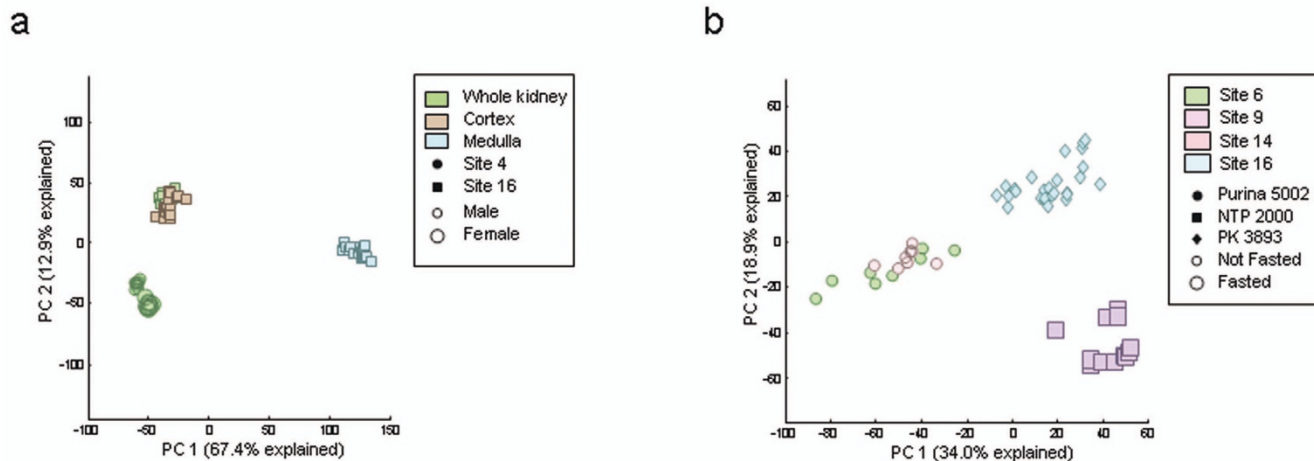 a
PC 2 (12.9% explained)
100
50
0
-50
-100
-100
-50
0
50
100
150
PC 1 (67.4% explained)
Whole kidney
Cortex
Medulla
Site 4
Site 16
Male
Female
b
PC 2 (18.9% explained)
60
40
20
0
-20
-40
-60
-100
-80
-60
-40
-20
0
20
40
60
PC 1 (34.0% explained)
Site 6
Site 9
Site 14
Site 16
Purina 5002
NTP 2000
PK 3893
Not Fasted
Fasted